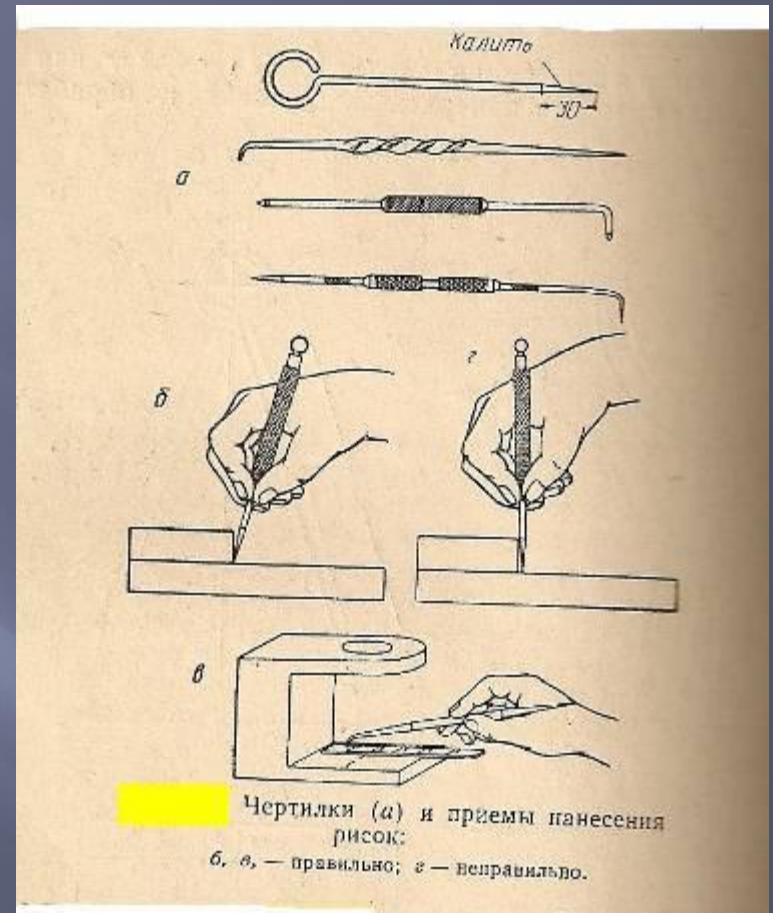 Калить
30
а
б
г
в
Чертилки (а) и приемы нанесения
рисок:
б, в, — правильно; г — неправильно.